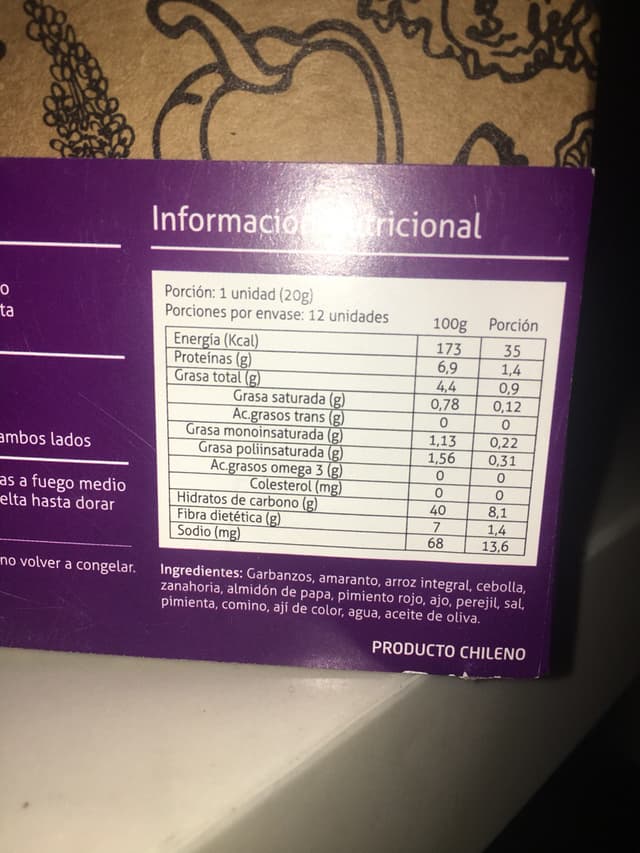 Información Nutricional
o
ta
ambos lados
as a fuego medio
elta hasta dorar
no volver a congelar.
Porción: 1 unidad (20g)
Porciones por envase: 12 unidades
100g Porción
Energía (Kcal) 173 35
Proteínas (g) 6,9 1,4
Grasa total (g) 4,4 0,9
Grasa saturada (g) 0,78 0,12
Ac.grasos trans (g) 0 0
Grasa monoinsaturada (g) 1,13 0,22
Grasa poliinsaturada (g) 1,56 0,31
Ac.grasos omega 3 (g) 0 0
Colesterol (mg) 0 0
Hidratos de carbono (g) 40 8,1
Fibra dietética (g) 7 1,4
Sodio (mg) 68 13,6
Ingredientes: Garbanzos, amaranto, arroz integral, cebolla,
zanahoria, almidón de papa, pimiento rojo, ajo, perejil, sal,
pimienta, comino, ají de color, agua, aceite de oliva.
PRODUCTO CHILENO